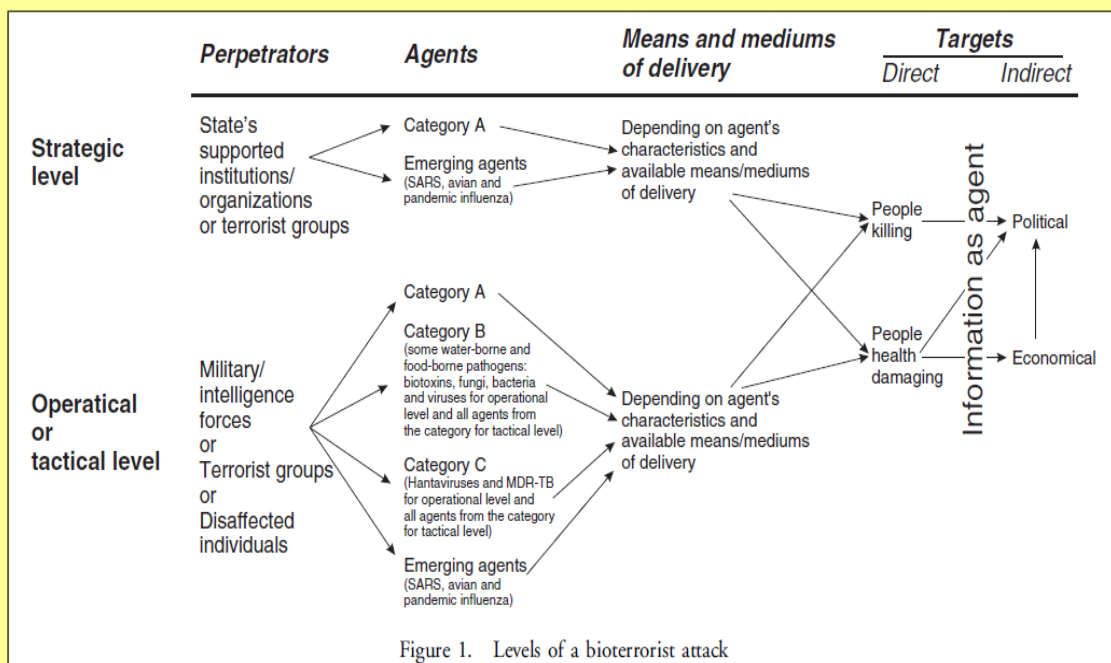 Perpetrators
Agents
Means and mediums
of delivery
Targets
Direct
Indirect
Strategic
level
State's
supported
institutions/
organizations
or terrorist groups
Category A
Emerging agents
(SARS, avian and
pandemic influenza)
Depending on agent's
characteristics and
available means/mediums
of delivery
People
killing
Information as agent
Political
Operatical
or
tactical level
Military/
intelligence
forces
or
Terrorist groups
or
Disaffected
individuals
Category A
Category B
(some water-borne and
food-borne pathogens:
biotoxins, fungi, bacteria
and viruses for operational
level and all agents from
the category for tactical level)
Category C
(Hantaviruses and MDR-TB
for operational level and
all agents from the category
for tactical level)
Emerging agents
(SARS, avian and
pandemic influenza)
Depending on agent's
characteristics and
available means/mediums
of delivery
People
health
damaging
Economical
Figure 1. Levels of a bioterrorist attack